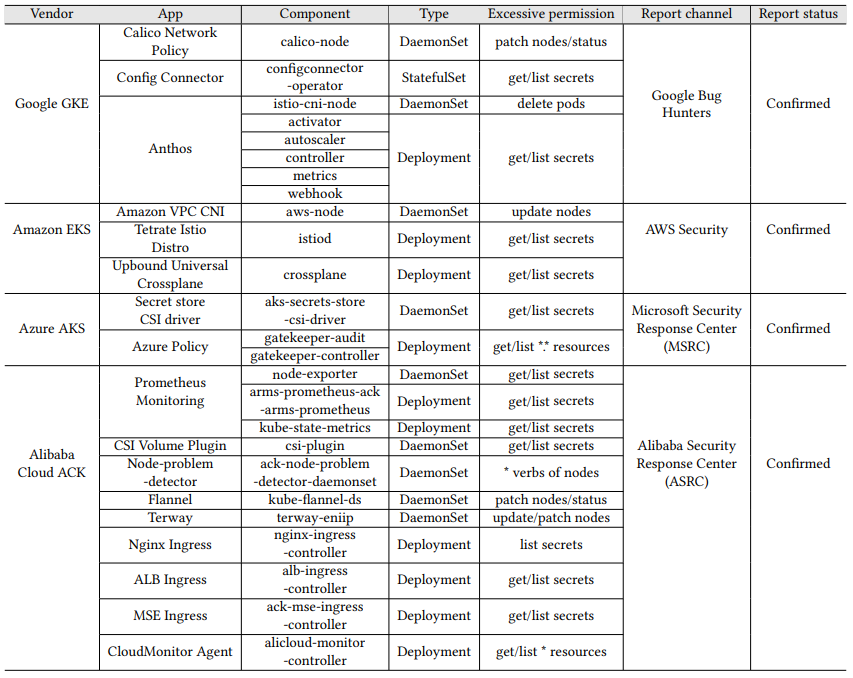 Vendor App Component Type Excessive permission Report channel Report status
Google GKE
Calico Network
Policy
calico-node DaemonSet patch nodes/status
Config Connector
configconnector
-operator
StatefulSet get/list secrets
Anthos
istio-cni-node DaemonSet delete pods
activator
autoscaler
controller
metrics
webhook
Deployment get/list secrets
Google Bug
Hunters
Confirmed
Amazon EKS
Amazon VPC CNI aws-node DaemonSet update nodes
Tetrate Istio
Distro
istiod Deployment get/list secrets
Upbound Universal
Crossplane
crossplane Deployment get/list secrets
AWS Security
Confirmed
Azure AKS
Secret store
CSI driver
aks-secrets-store
-csi-driver
DaemonSet get/list secrets
Azure Policy
gatekeeper-audit
gatekeeper-controller
Deployment get/list *.* resources
Microsoft Security
Response Center
(MSRC)
Confirmed
Alibaba
Cloud ACK
Prometheus
Monitoring
node-exporter DaemonSet get/list secrets
arms-prometheus-ack
-arms-prometheus
Deployment get/list secrets
kube-state-metrics Deployment get/list secrets
CSI Volume Plugin csi-plugin DaemonSet get/list secrets
Node-problem
-detector
ack-node-problem
-detector-daemonset
DaemonSet * verbs of nodes
Flannel kube-flannel-ds DaemonSet patch nodes/status
Terway terway-eniip DaemonSet update/patch nodes
Nginx Ingress
nginx-ingress
-controller
Deployment list secrets
ALB Ingress
alb-ingress
-controller
Deployment get/list secrets
MSE Ingress
ack-mse-ingress
-controller
Deployment get/list secrets
CloudMonitor Agent
alicloud-monitor
-controller
Deployment get/list * resources
Alibaba Security
Response Center
(ASRC)
Confirmed